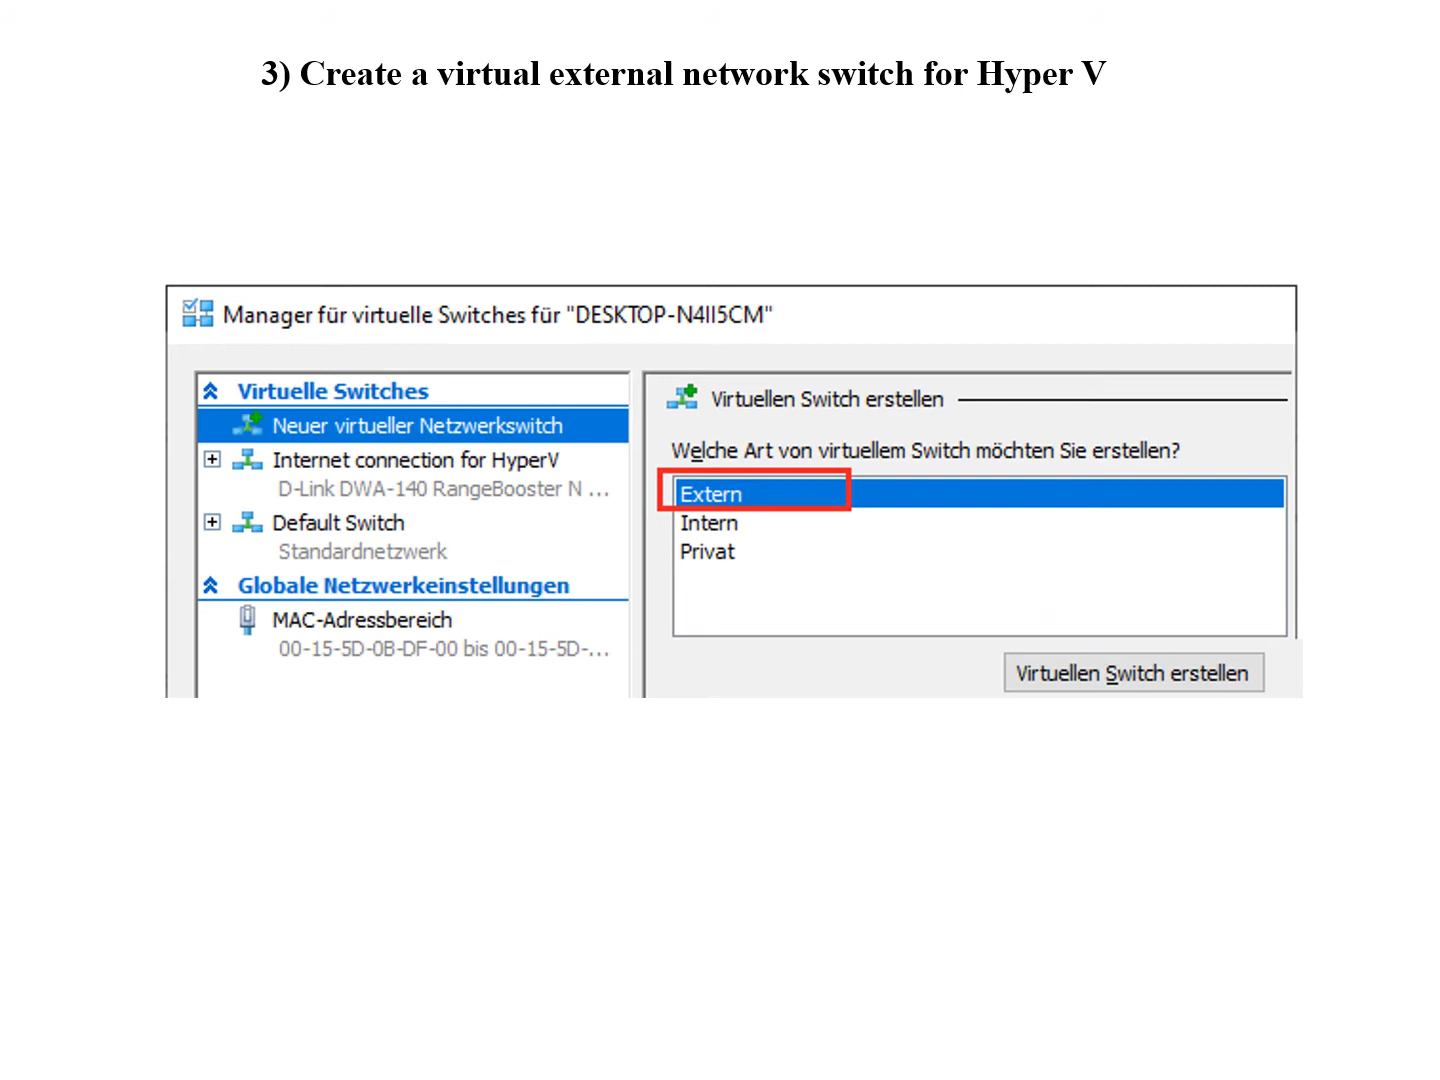 3) Create a virtual external network switch for Hyper V
Manager für virtuelle Switches für "DESKTOP-N4II5CM"
Virtuelle Switches
Neuer virtueller Netzwerkswitch
Internet connection for HyperV
D-Link DWA-140 RangeBooster N ...
Default Switch
Standardnetzwerk
Globale Netzwerkeinstellungen
MAC-Adressbereich
00-15-5D-0B-DF-00 bis 00-15-5D-...
Virtuellen Switch erstellen
Welche Art von virtuellem Switch möchten Sie erstellen?
Extern
Intern
Privat
Virtuellen Switch erstellen